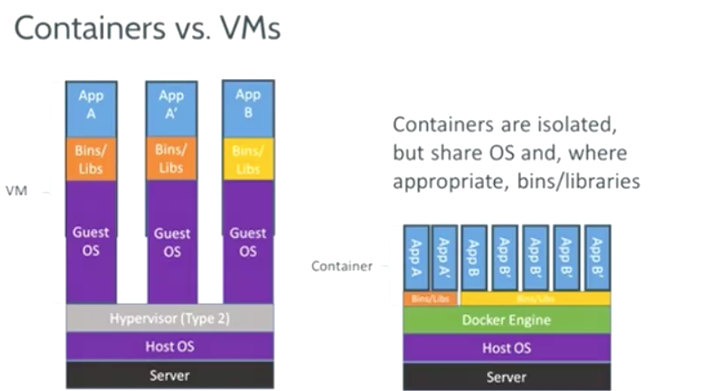 Containers vs. VMs
App
A
App
A'
App
B
Bins/
Libs
Bins/
Libs
Bins/
Libs
VM
Guest
OS
Guest
OS
Guest
OS
Hypervisor (Type 2)
Host OS
Server
Containers are isolated,
but share OS and, where
appropriate, bins/libraries
Container
App A
App A'
App B
App B'
App B'
App B'
App B'
Bins/Libs
Bins/Libs
Docker Engine
Host OS
Server